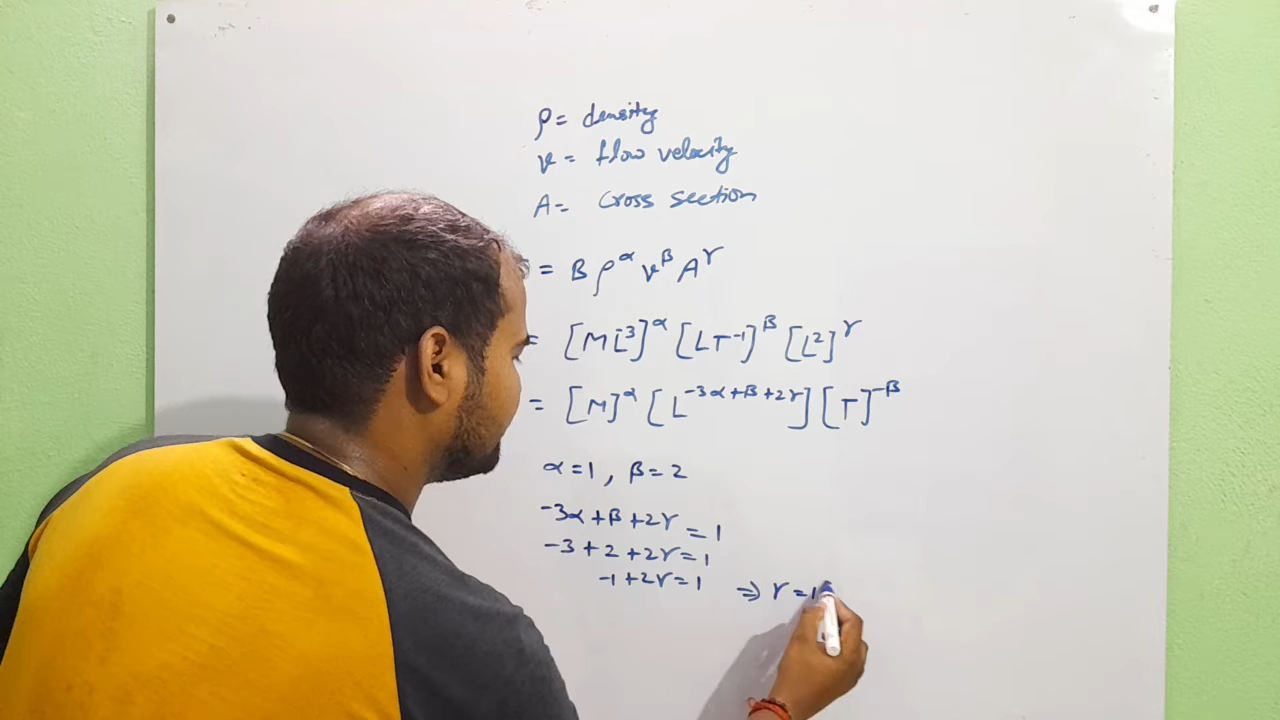 ρ = density
v = flow velocity
A = Cross section
= B ρ^α v^β A^γ
= [ML^-3]^α [LT^-1]^β [L^2]^γ
= [M]^α [L^-3α+β+2γ] [T]^-β
α = 1 , β = 2
-3α + β + 2γ = 1
-3 + 2 + 2γ = 1
-1 + 2γ = 1 ⇒ γ = 1